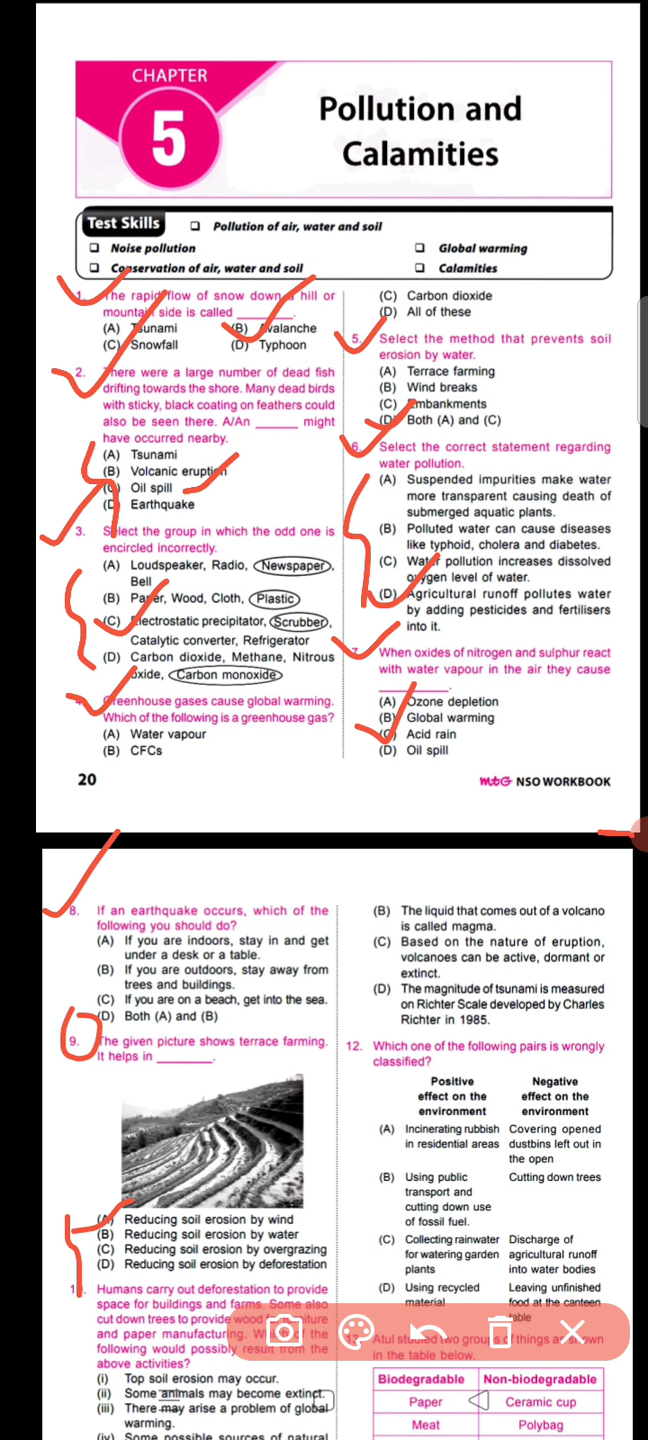 CHAPTER
5
Pollution and
Calamities
Test Skills
❑ Pollution of air, water and soil
❑ Noise pollution
❑ Global warming
❑ Conservation of air, water and soil
❑ Calamities
1. The rapid flow of snow down a hill or
mountain side is called ________.
(A) Tsunami (B) Avalanche
(C) Snowfall (D) Typhoon
2. There were a large number of dead fish
drifting towards the shore. Many dead birds
with sticky, black coating on feathers could
also be seen there. A/An ______ might
have occurred nearby.
(A) Tsunami
(B) Volcanic eruption
(C) Oil spill
(D) Earthquake
3. Select the group in which the odd one is
encircled incorrectly.
(A) Loudspeaker, Radio, Newspaper,
Bell
(B) Paper, Wood, Cloth, Plastic
(C) Electrostatic precipitator, Scrubber,
Catalytic converter, Refrigerator
(D) Carbon dioxide, Methane, Nitrous
oxide, Carbon monoxide
4. Greenhouse gases cause global warming.
Which of the following is a greenhouse gas?
(A) Water vapour
(B) CFCs
(C) Carbon dioxide
(D) All of these
5. Select the method that prevents soil
erosion by water.
(A) Terrace farming
(B) Wind breaks
(C) Embankments
(D) Both (A) and (C)
6. Select the correct statement regarding
water pollution.
(A) Suspended impurities make water
more transparent causing death of
submerged aquatic plants.
(B) Polluted water can cause diseases
like typhoid, cholera and diabetes.
(C) Water pollution increases dissolved
oxygen level of water.
(D) Agricultural runoff pollutes water
by adding pesticides and fertilisers
into it.
7. When oxides of nitrogen and sulphur react
with water vapour in the air they cause
__________.
(A) Ozone depletion
(B) Global warming
(C) Acid rain
(D) Oil spill
20
mtG NSO WORKBOOK
8. If an earthquake occurs, which of the
following you should do?
(A) If you are indoors, stay in and get
under a desk or a table.
(B) If you are outdoors, stay away from
trees and buildings.
(C) If you are on a beach, get into the sea.
(D) Both (A) and (B)
9. The given picture shows terrace farming.
It helps in ________.
(A) Reducing soil erosion by wind
(B) Reducing soil erosion by water
(C) Reducing soil erosion by overgrazing
(D) Reducing soil erosion by deforestation
10. Humans carry out deforestation to provide
space for buildings and farms. Some also
cut down trees to provide wood for furniture
and paper manufacturing. Which of the
following would possibly result from the
above activities?
(i) Top soil erosion may occur.
(ii) Some animals may become extinct.
(iii) There may arise a problem of global
warming.
(iv) Some possible sources of natural
(B) The liquid that comes out of a volcano
is called magma.
(C) Based on the nature of eruption,
volcanoes can be active, dormant or
extinct.
(D) The magnitude of tsunami is measured
on Richter Scale developed by Charles
Richter in 1985.
12. Which one of the following pairs is wrongly
classified?
Positive Negative
effect on the effect on the
environment environment
(A) Incinerating rubbish Covering opened
in residential areas dustbins left out in
the open
(B) Using public Cutting down trees
transport and
cutting down use
of fossil fuel.
(C) Collecting rainwater Discharge of
for watering garden agricultural runoff
plants into water bodies
(D) Using recycled Leaving unfinished
material food at the canteen
table
13. Atul studied two groups of things as shown
in the table below.
Biodegradable Non-biodegradable
Paper Ceramic cup
Meat Polybag